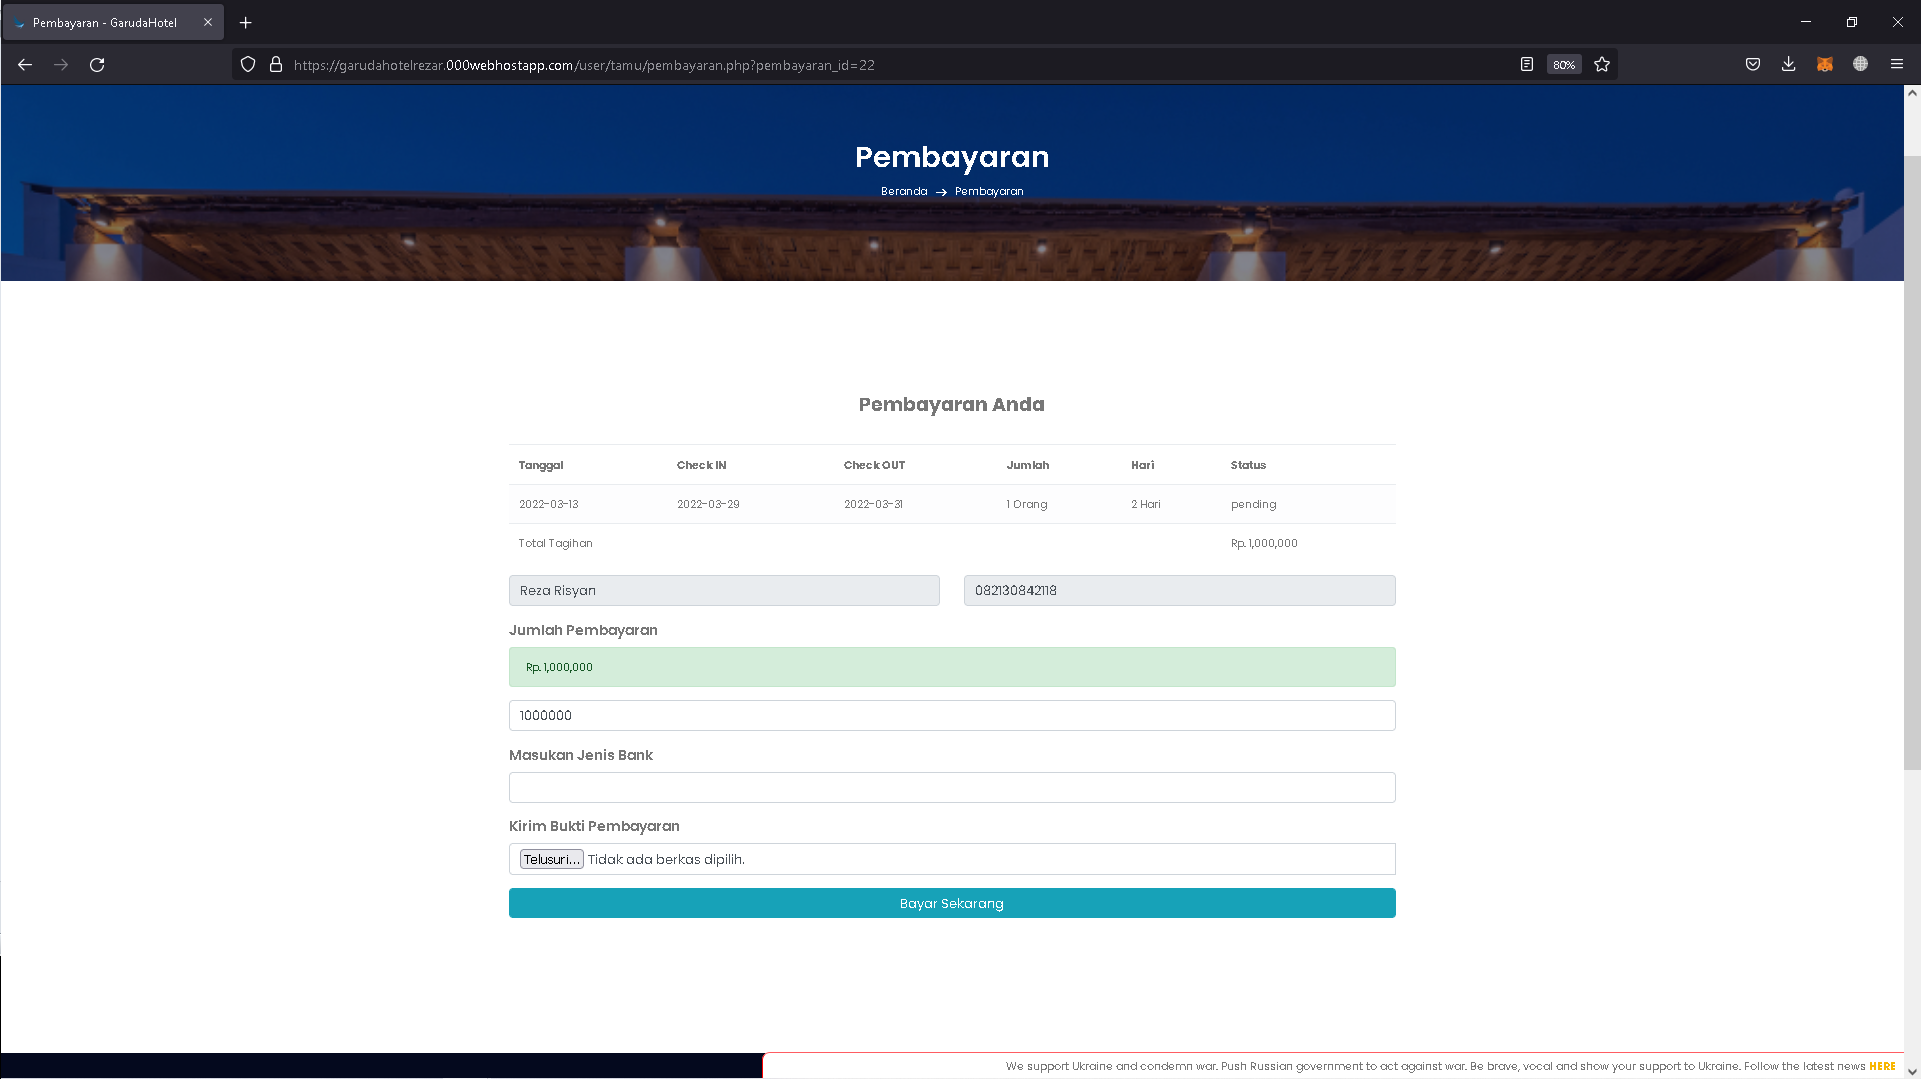 Pembayaran - GarudaHotel
https://garudahotelrezar.000webhostapp.com/user/tamu/pembayaran.php?pembayaran_id=22
80%
Pembayaran
Beranda → Pembayaran
Pembayaran Anda
Tanggal Check IN Check OUT Jumlah Hari Status
2022-03-13 2022-03-29 2022-03-31 1 Orang 2 Hari pending
Total Tagihan Rp. 1,000,000
Reza Risyan 082130842118
Jumlah Pembayaran
Rp. 1,000,000
1000000
Masukan Jenis Bank
Kirim Bukti Pembayaran
Telusuri... Tidak ada berkas dipilih.
Bayar Sekarang
We support Ukraine and condemn war. Push Russian government to act against war. Be brave, vocal and show your support to Ukraine. Follow the latest news HERE